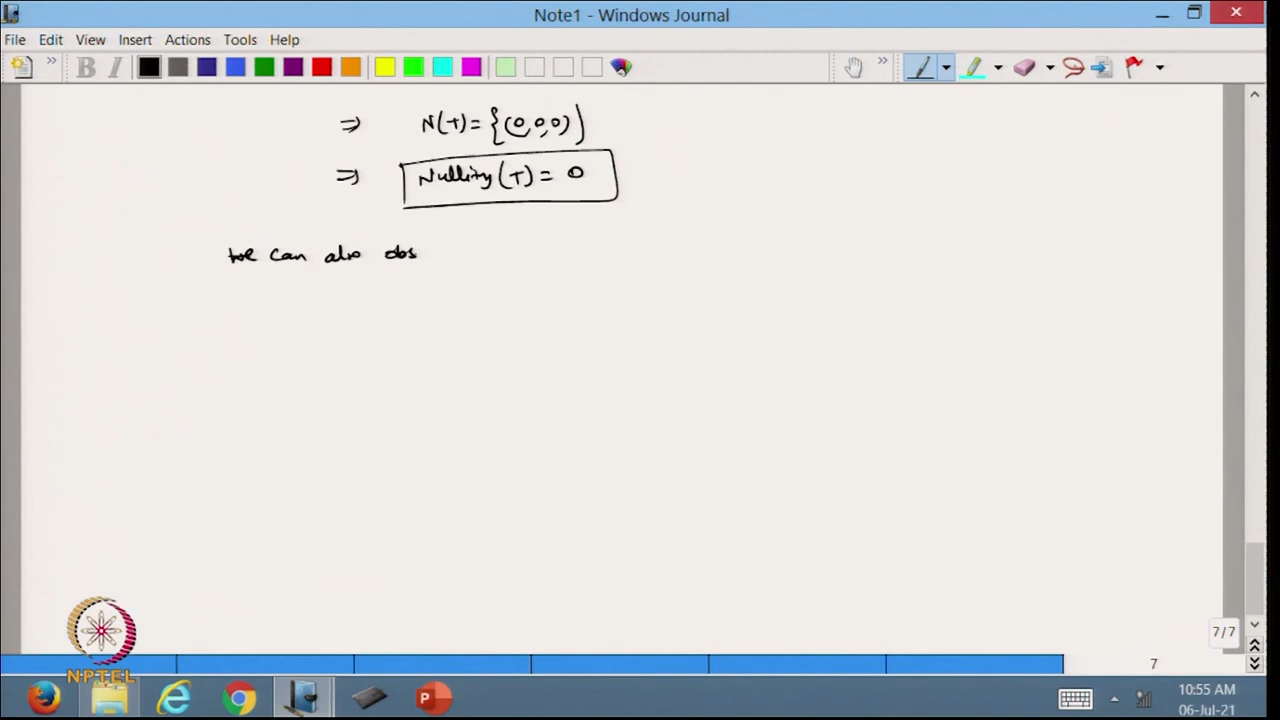 Note1 - Windows Journal
File Edit View Insert Actions Tools Help
B I
⇒ N(T) = {(0,0,0)}
⇒ Nullity (T) = 0
We can also obs
7/7
7
NPTEL
10:55 AM
06-Jul-21